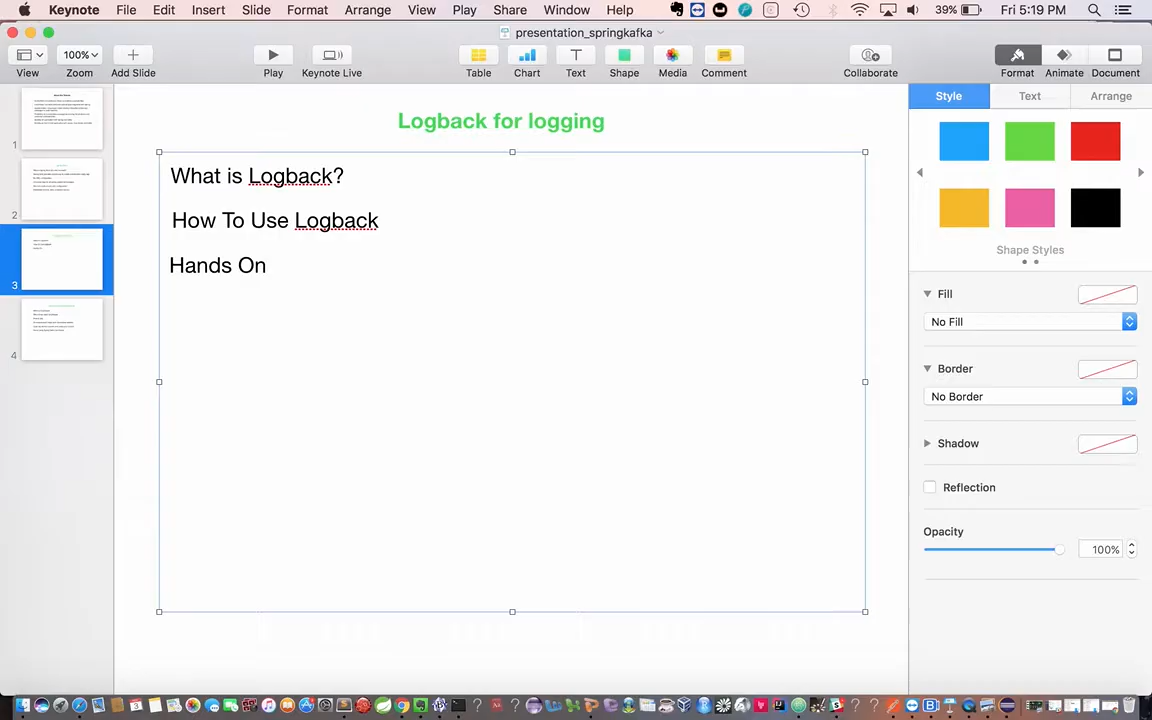 Keynote File Edit Insert Slide Format Arrange View Play Share Window Help 39% Fri 5:19 PM
presentation_springkafka
100%
View Zoom Add Slide Play Keynote Live Table Chart Text Shape Media Comment Collaborate Format Animate Document
Style Text Arrange
Logback for logging
What is Logback?
How To Use Logback
Hands On
1
2
3
4
Shape Styles
Fill
No Fill
Border
No Border
Shadow
Reflection
Opacity
100%